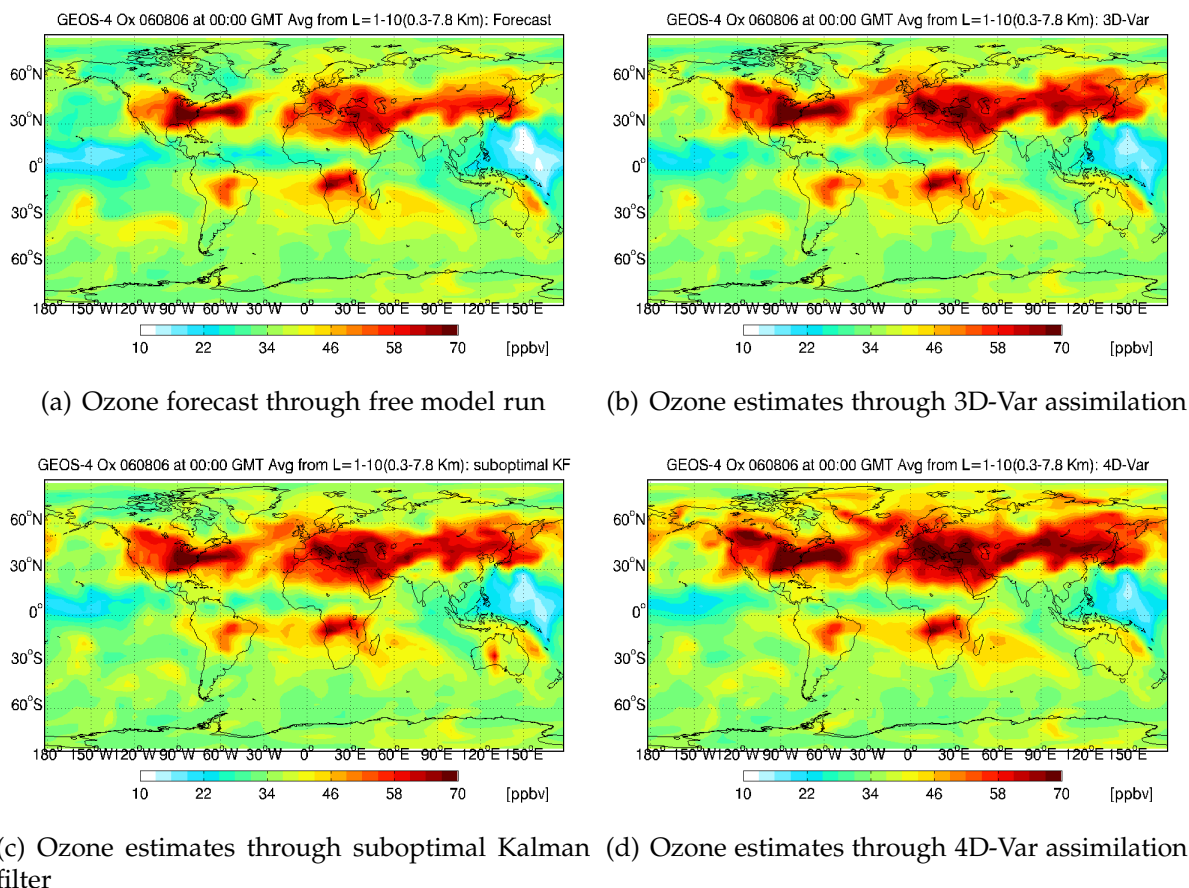 GEOS-4 Ox 060806 at 00:00 GMT Avg from L=1-10(0.3-7.8 Km): Forecast
60°N
30°N
0°
30°S
60°S
180° 150°W 120°W 90°W 60°W 30°W 0° 30°E 60°E 90°E 120°E 150°E
10 22 34 46 58 70 [ppbv]
(a) Ozone forecast through free model run
GEOS-4 Ox 060806 at 00:00 GMT Avg from L=1-10(0.3-7.8 Km): 3D-Var
60°N
30°N
0°
30°S
60°S
180° 150°W 120°W 90°W 60°W 30°W 0° 30°E 60°E 90°E 120°E 150°E
10 22 34 46 58 70 [ppbv]
(b) Ozone estimates through 3D-Var assimilation
GEOS-4 Ox 060806 at 00:00 GMT Avg from L=1-10(0.3-7.8 Km): suboptimal KF
60°N
30°N
0°
30°S
60°S
180° 150°W 120°W 90°W 60°W 30°W 0° 30°E 60°E 90°E 120°E 150°E
10 22 34 46 58 70 [ppbv]
(c) Ozone estimates through suboptimal Kalman
filter
GEOS-4 Ox 060806 at 00:00 GMT Avg from L=1-10(0.3-7.8 Km): 4D-Var
60°N
30°N
0°
30°S
60°S
180° 150°W 120°W 90°W 60°W 30°W 0° 30°E 60°E 90°E 120°E 150°E
10 22 34 46 58 70 [ppbv]
(d) Ozone estimates through 4D-Var assimilation